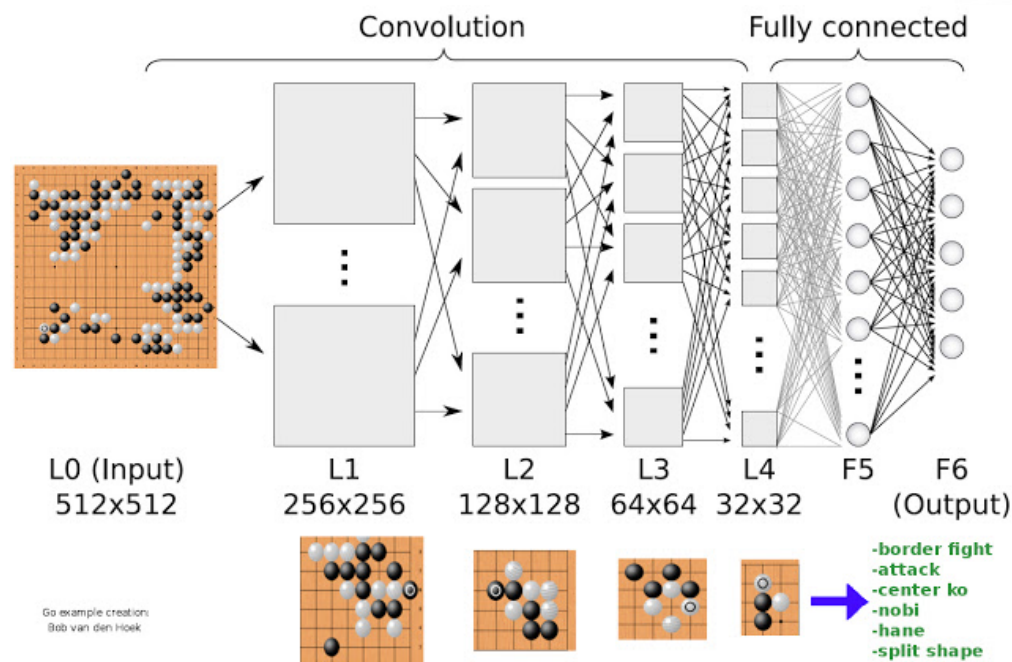 Convolution
Fully connected
L0 (Input)
512x512
L1
256x256
L2
128x128
L3
64x64
L4
32x32
F5
F6
(Output)
Go example creation:
Bob van den Hoek
-border fight
-attack
-center ko
-nobi
-hane
-split shape